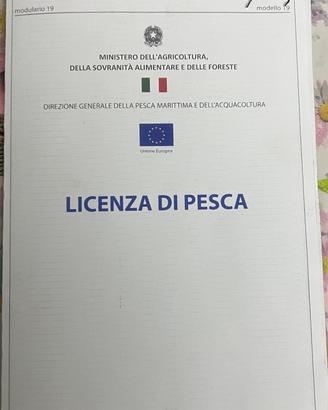 modulario 19
modello 19
MINISTERO DELL'AGRICOLTURA,
DELLA SOVRANITÀ ALIMENTARE E DELLE FORESTE
DIREZIONE GENERALE DELLA PESCA MARITTIMA E DELL'ACQUACOLTURA
Unione Europea
LICENZA DI PESCA